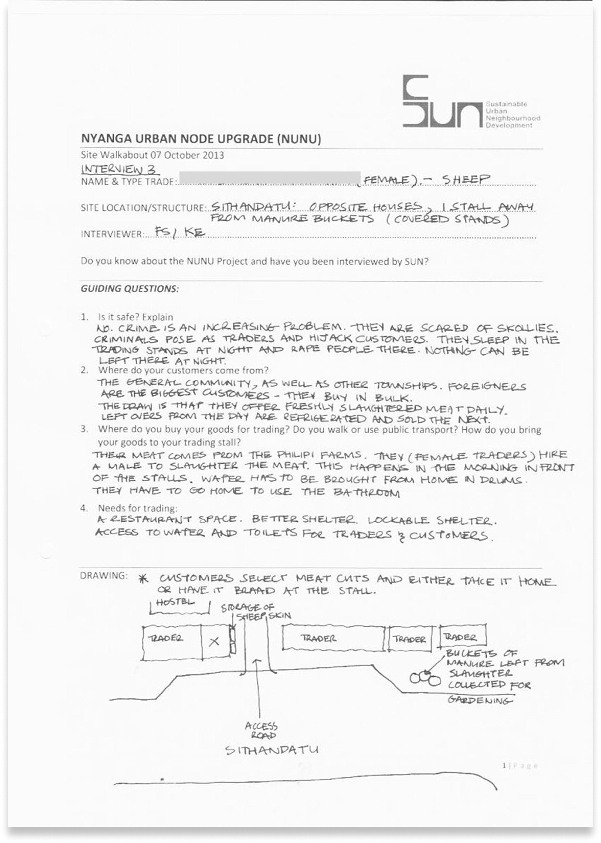 Sun
Sustainable
Urban
Neighbourhood
Development
NYANGA URBAN NODE UPGRADE (NUNU)
Site Walkabout 07 October 2013
INTERVIEW 3
NAME & TYPE TRADE: (FEMALE). – SHEEP
SITE LOCATION/STRUCTURE: SITHANDATU: OPPOSITE HOUSES, 1 STALL AWAY
FROM MANURE BUCKETS (COVERED STANDS)
INTERVIEWER: FS/ KE
Do you know about the NUNU Project and have you been interviewed by SUN?
GUIDING QUESTIONS:
1. Is it safe? Explain
NO. CRIME IS AN INCREASING PROBLEM. THEY ARE SCARED OF SKOLLIES.
CRIMINALS POSE AS TRADERS AND HIJACK CUSTOMERS. THEY SLEEP IN THE
TRADING STANDS AT NIGHT AND RAPE PEOPLE THERE. NOTHING CAN BE
LEFT THERE AT NIGHT.
2. Where do your customers come from?
THE GENERAL COMMUNITY, AS WELL AS OTHER TOWNSHIPS. FOREIGNERS
ARE THE BIGGEST CUSTOMERS – THEY BUY IN BULK.
THE DRAW IS THAT THEY OFFER FRESHLY SLAUGHTERED MEAT DAILY.
LEFT OVERS FROM THE DAY ARE REFRIGERATED AND SOLD THE NEXT.
3. Where do you buy your goods for trading? Do you walk or use public transport? How do you bring
your goods to your trading stall?
THEIR MEAT COMES FROM THE PHILIPI FARMS. THEY (FEMALE TRADERS) HIRE
A MALE TO SLAUGHTER THE MEAT. THIS HAPPENS IN THE MORNING IN FRONT
OF THE STALLS. WATER HAS TO BE BROUGHT FROM HOME IN DRUMS.
THEY HAVE TO GO HOME TO USE THE BATHROOM
4. Needs for trading:
A RESTAURANT SPACE. BETTER SHELTER. LOCKABLE SHELTER.
ACCESS TO WATER AND TOILETS FOR TRADERS & CUSTOMERS.
DRAWING: * CUSTOMERS SELECT MEAT CUTS AND EITHER TAKE IT HOME
OR HAVE IT BRAAID AT THE STALL.
HOSTEL
STORAGE OF
SHEEP SKIN
TRADER X TRADER TRADER TRADER
BUCKETS OF
MANURE LEFT FROM
SLAUGHTER
COLLECTED FOR
GARDENING
ACCESS
ROAD
SITHANDATU
1 | Page